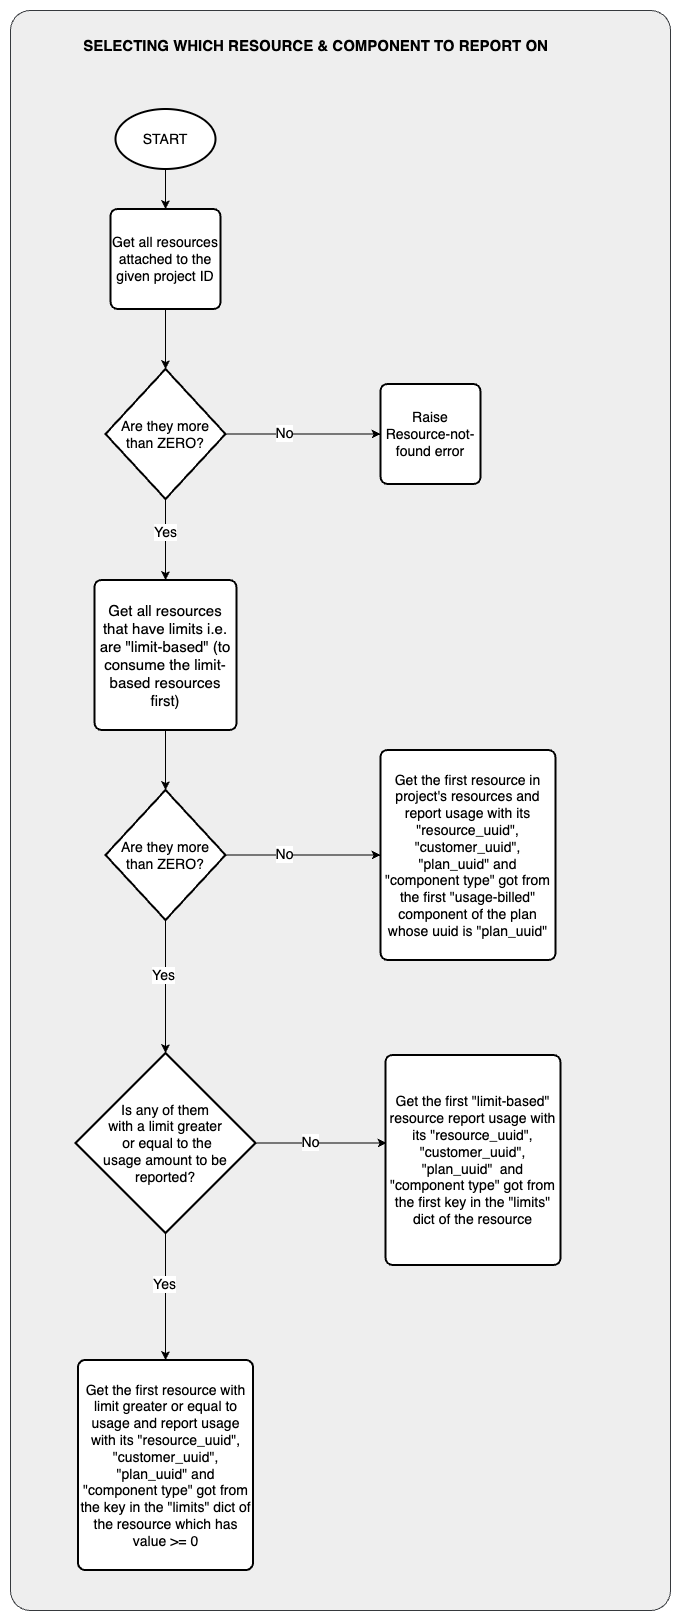 SELECTING WHICH RESOURCE & COMPONENT TO REPORT ON
START
Get all resources
attached to the
given project ID
Are they more
than ZERO?
No
Raise
Resource-not-
found error
Yes
Get all resources
that have limits i.e.
are "limit-based" (to
consume the limit-
based resources
first)
Are they more
than ZERO?
No
Get the first resource in
project's resources and
report usage with its
"resource_uuid",
"customer_uuid",
"plan_uuid" and
"component type" got from
the first "usage-billed"
component of the plan
whose uuid is "plan_uuid"
Yes
Is any of them
with a limit greater
or equal to the
usage amount to be
reported?
No
Get the first "limit-based"
resource report usage with
its "resource_uuid",
"customer_uuid",
"plan_uuid"  and
"component type" got from
the first key in the "limits"
dict of the resource
Yes
Get the first resource with
limit greater or equal to
usage and report usage
with its "resource_uuid",
"customer_uuid",
"plan_uuid" and
"component type" got from
the key in the "limits" dict of
the resource which has
value >= 0